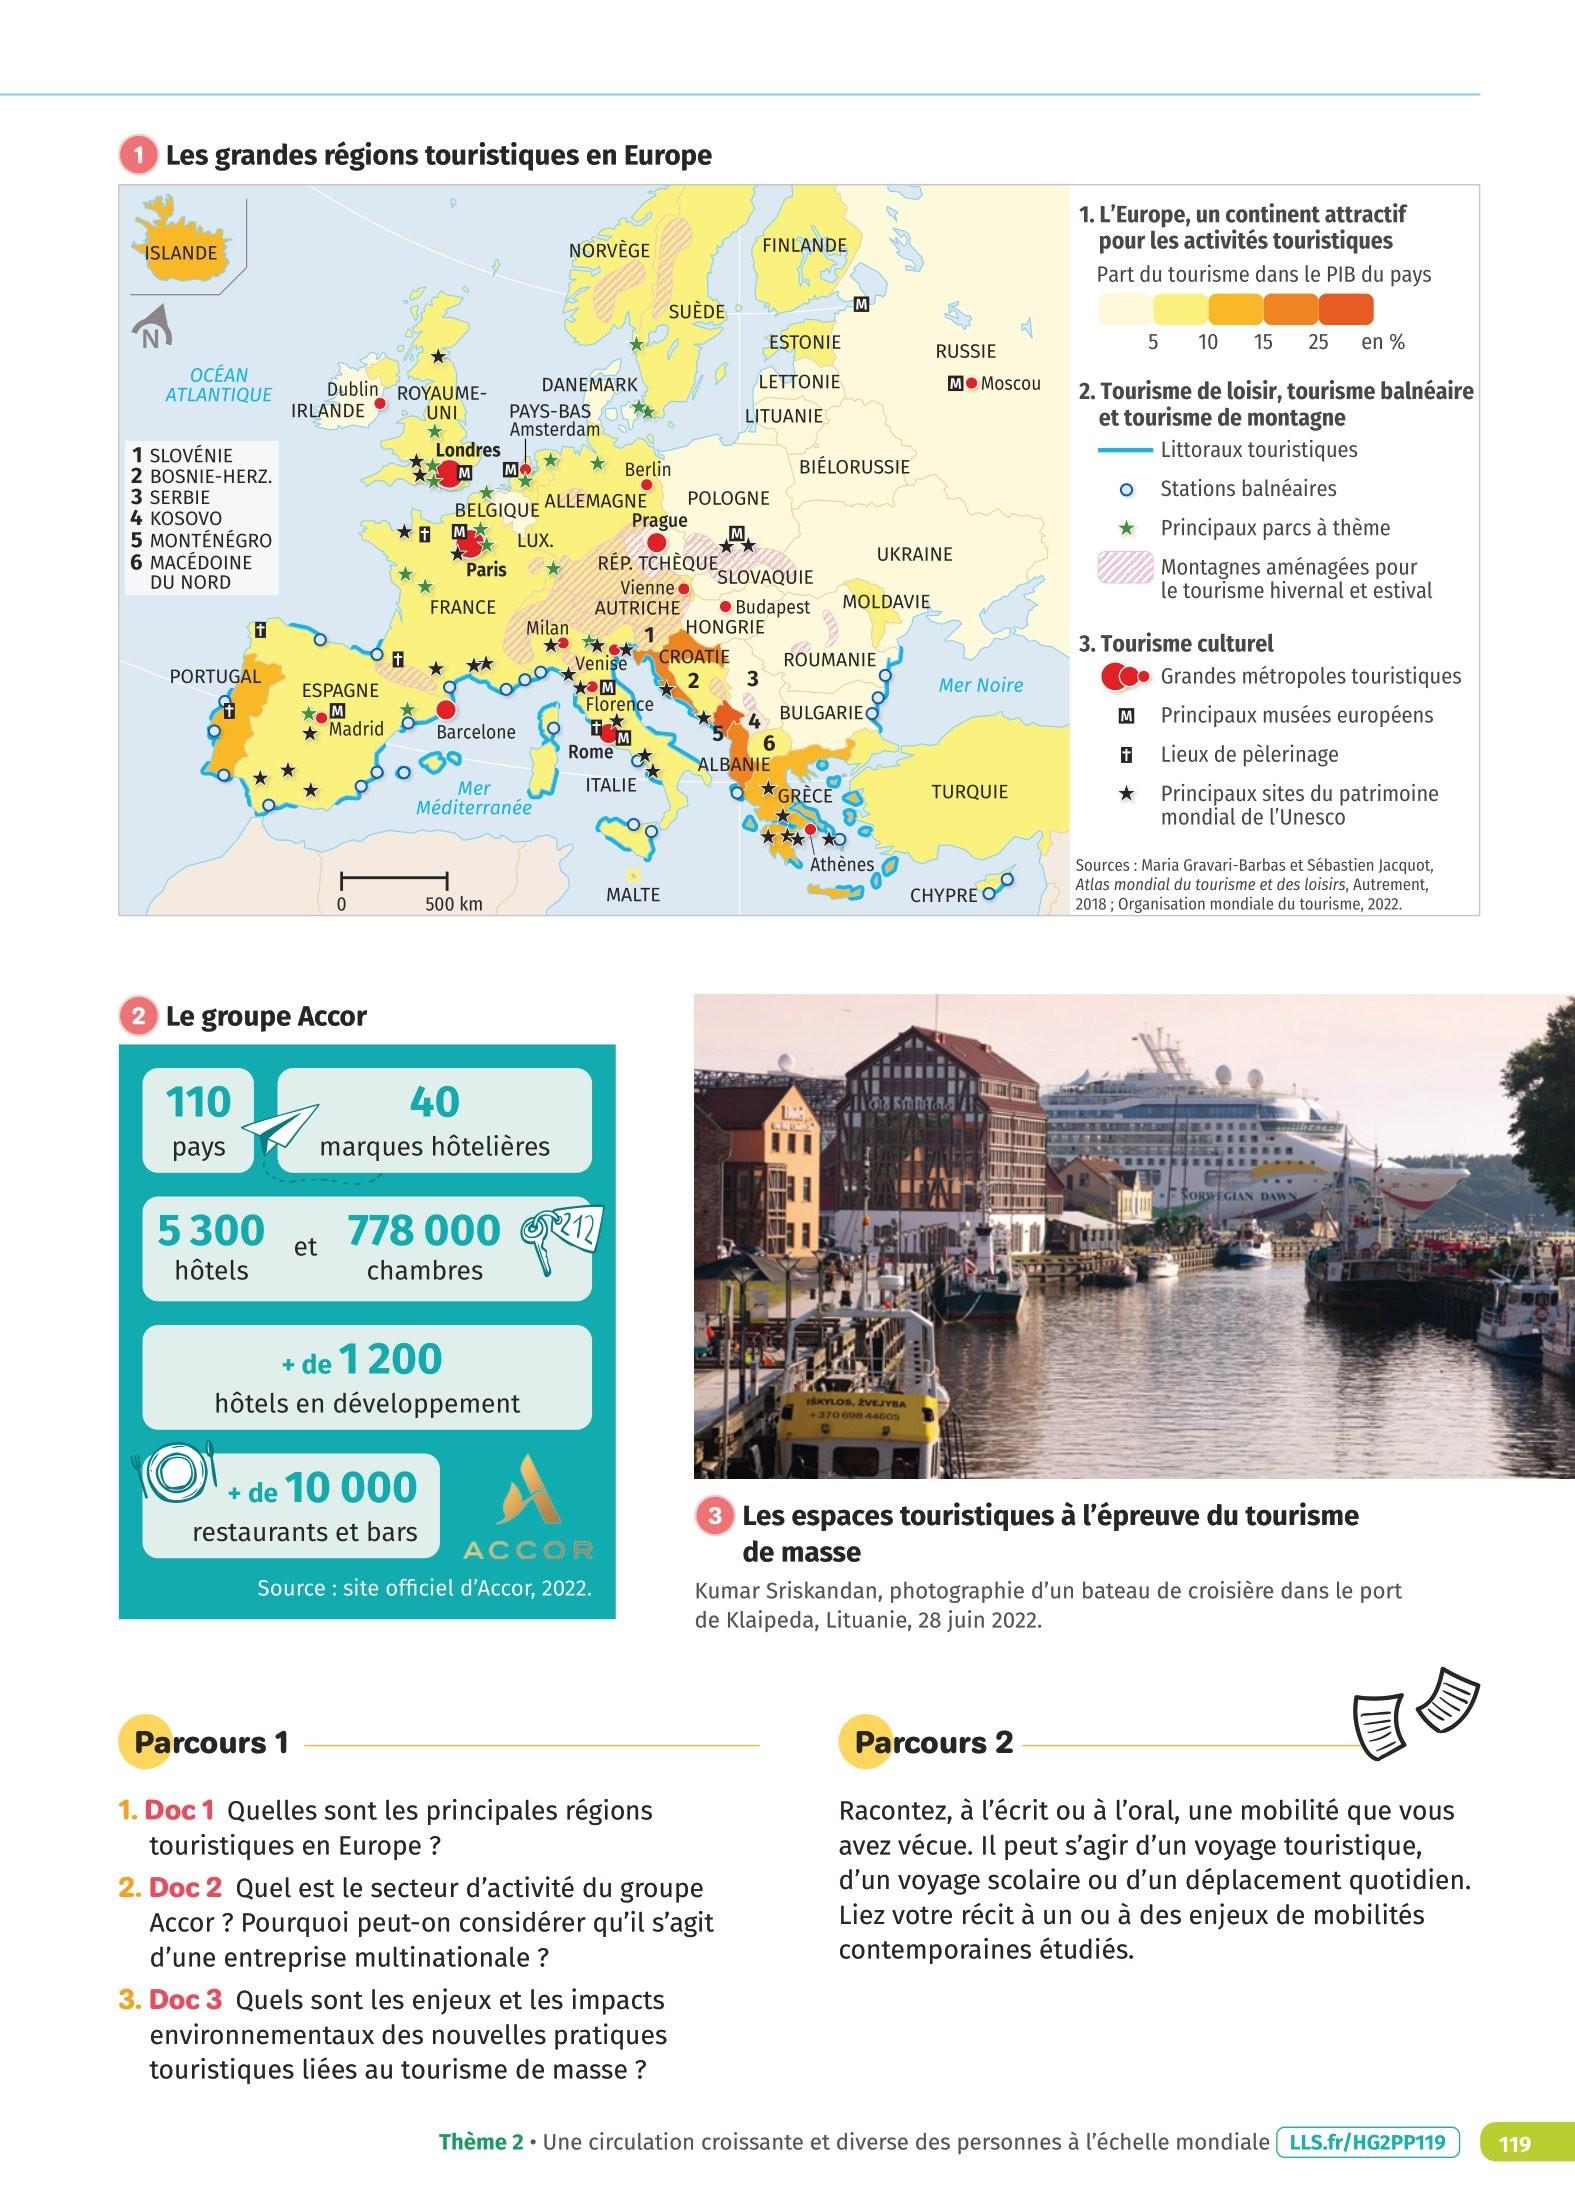 1 Les grandes régions touristiques en Europe
ISLANDE
N
OCÉAN
ATLANTIQUE
1 SLOVÉNIE
2 BOSNIE-HERZ.
3 SERBIE
4 KOSOVO
5 MONTÉNÉGRO
6 MACÉDOINE
DU NORD
NORVÈGE
FINLANDE
SUÈDE
ESTONIE
RUSSIE
LETTONIE
M Moscou
DANEMARK
Dublin
IRLANDE
ROYAUME-
UNI
PAYS-BAS
Amsterdam
LITUANIE
Londres
Berlin
BIÉLORUSSIE
ALLEMAGNE
POLOGNE
BELGIQUE
Prague
LUX.
UKRAINE
Paris
RÉP. TCHÈQUE
SLOVAQUIE
Vienne
AUTRICHE
Budapest
MOLDAVIE
FRANCE
HONGRIE
Milan
1
Venise
CROATIE
ROUMANIE
PORTUGAL
2
3
Mer Noire
ESPAGNE
Florence
BULGARIE
Madrid
Barcelone
5
4
6
Rome
ALBANIE
ITALIE
Mer
Méditerranée
GRÈCE
TURQUIE
Athènes
MALTE
CHYPRE
0 500 km
1. L’Europe, un continent attractif
pour les activités touristiques
Part du tourisme dans le PIB du pays
5 10 15 25 en %
2. Tourisme de loisir, tourisme balnéaire
et tourisme de montagne
Littoraux touristiques
Stations balnéaires
Principaux parcs à thème
Montagnes aménagées pour
le tourisme hivernal et estival
3. Tourisme culturel
Grandes métropoles touristiques
M Principaux musées européens
Lieux de pèlerinage
Principaux sites du patrimoine
mondial de l’Unesco
Sources : Maria Gravari-Barbas et Sébastien Jacquot,
Atlas mondial du tourisme et des loisirs, Autrement,
2018 ; Organisation mondiale du tourisme, 2022.
2 Le groupe Accor
110
pays
40
marques hôtelières
5 300
hôtels
et
778 000
chambres
212
+ de 1 200
hôtels en développement
+ de 10 000
restaurants et bars
ACCOR
Source : site officiel d’Accor, 2022.
Hotel
NORWEGIAN DAWN
IŠKYLOS, ŽVEJYBA
+370 698 44605
3 Les espaces touristiques à l’épreuve du tourisme
de masse
Kumar Sriskandan, photographie d’un bateau de croisière dans le port
de Klaipeda, Lituanie, 28 juin 2022.
Parcours 1
1. Doc 1 Quelles sont les principales régions
touristiques en Europe ?
2. Doc 2 Quel est le secteur d’activité du groupe
Accor ? Pourquoi peut-on considérer qu’il s’agit
d’une entreprise multinationale ?
3. Doc 3 Quels sont les enjeux et les impacts
environnementaux des nouvelles pratiques
touristiques liées au tourisme de masse ?
Parcours 2
Racontez, à l’écrit ou à l’oral, une mobilité que vous
avez vécue. Il peut s’agir d’un voyage touristique,
d’un voyage scolaire ou d’un déplacement quotidien.
Liez votre récit à un ou à des enjeux de mobilités
contemporaines étudiés.
Thème 2 • Une circulation croissante et diverse des personnes à l’échelle mondiale LLS.fr/HG2PP119 119